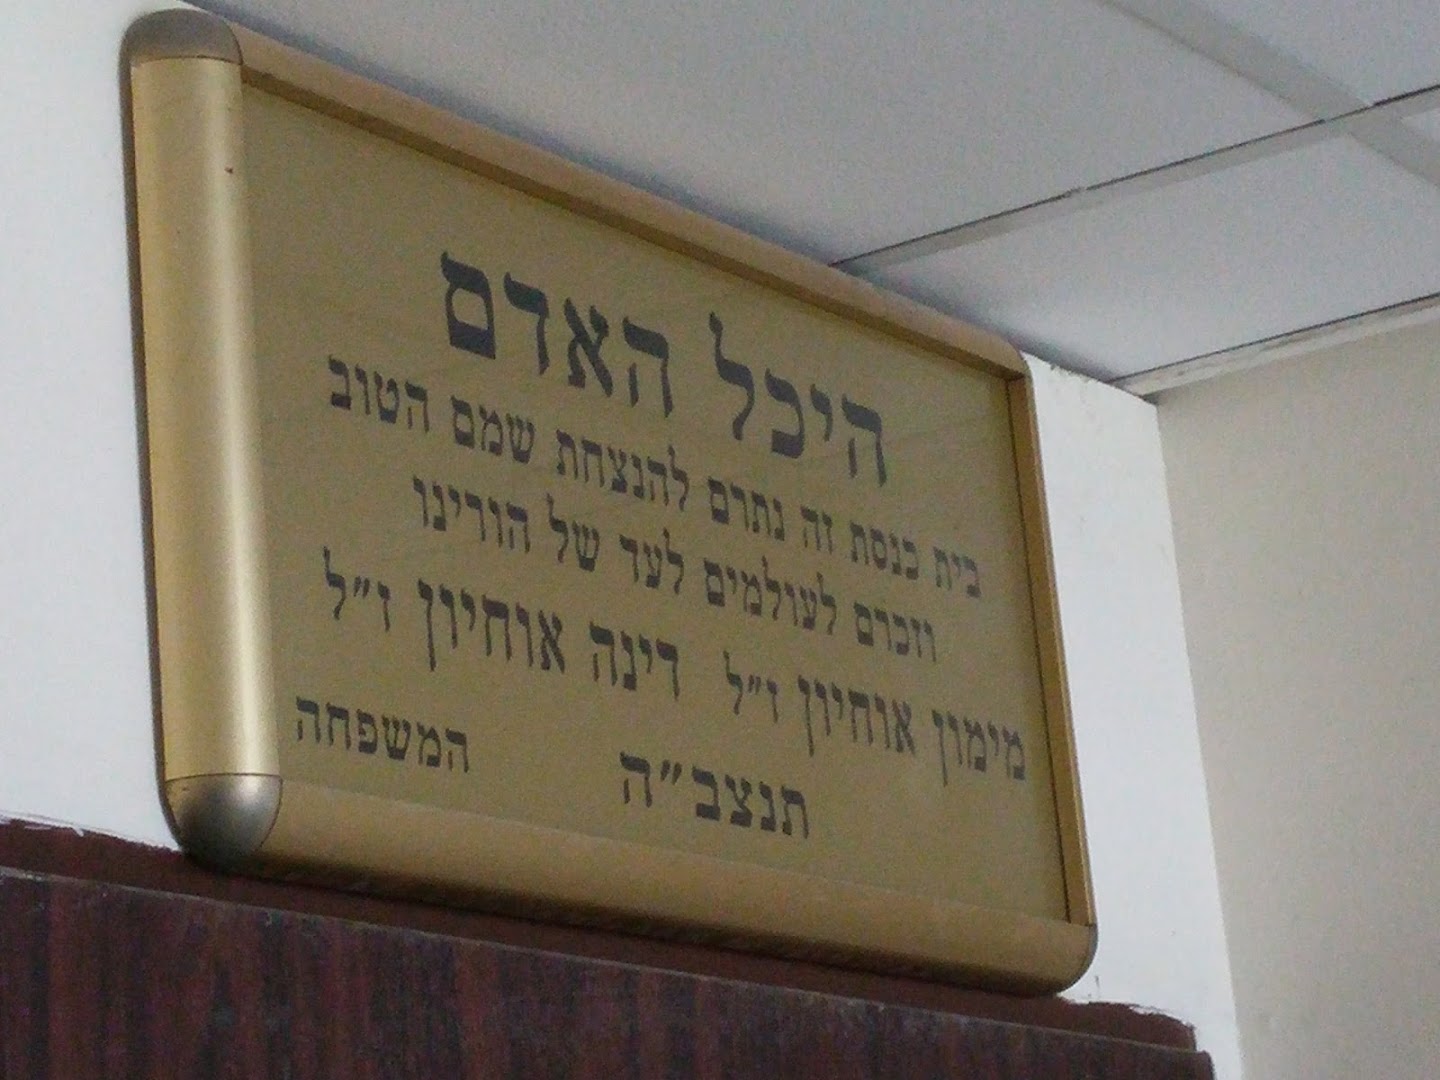 היכל האדם
בית כנסת זה נתרם להנצחת שמם הטוב
וזכרם לעולמים לעד של הורינו
מימון אוחיון ז״ל דינה אוחיון ז״ל
תנצב״ה המשפחה